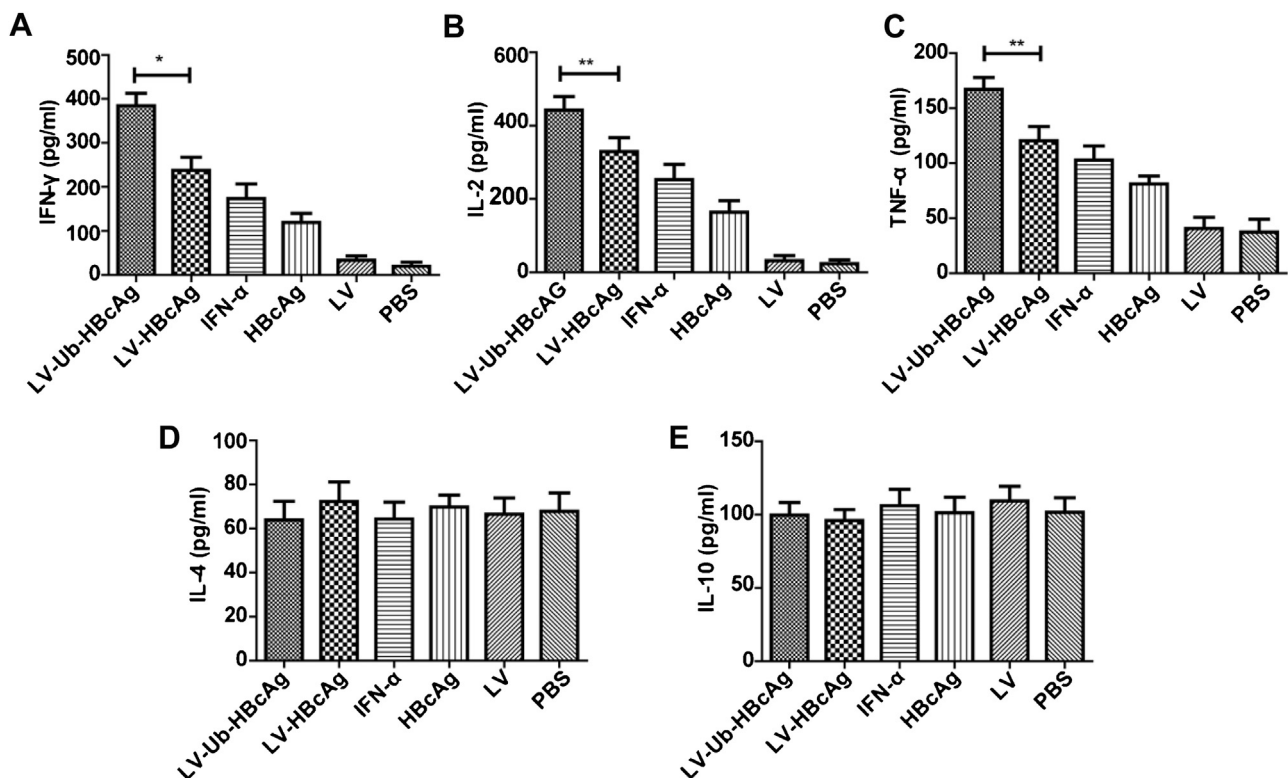 A
IFN-γ (pg/ml)
500
400
300
200
100
0
*
LV-Ub-HBcAg
LV-HBcAg
IFN-α
HBcAg
LV
PBS
B
IL-2 (pg/ml)
600
400
200
0
**
LV-Ub-HBcAG
LV-HBcAg
IFN-α
HBcAg
LV
PBS
C
TNF-α (pg/ml)
200
150
100
50
0
**
LV-Ub-HBcAg
LV-HBcAg
IFN-α
HBcAg
LV
PBS
D
IL-4 (pg/ml)
100
80
60
40
20
0
LV-Ub-HBcAg
LV-HBcAg
IFN-α
HBcAg
LV
PBS
E
IL-10 (pg/ml)
150
100
50
0
LV-Ub-HBcAg
LV-HBcAg
IFN-α
HBcAg
LV
PBS